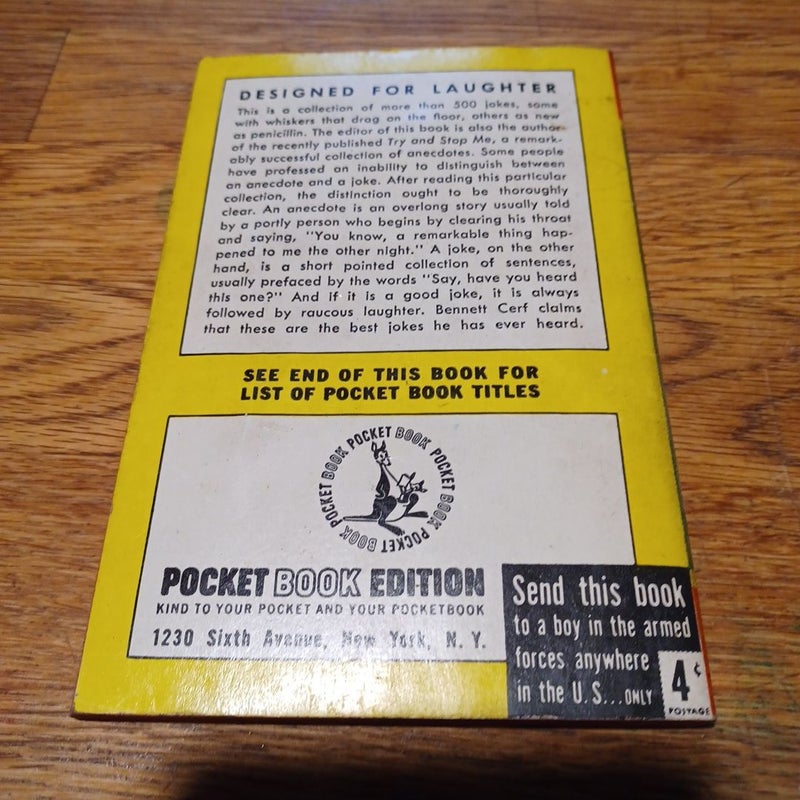 DESIGNED FOR LAUGHTER
This is a collection of more than 500 jokes, some
with whiskers that drag on the floor, others as new
as penicillin. The editor of this book is also the author
of the recently published Try and Stop Me, a remark-
ably successful collection of anecdotes. Some people
have professed an inability to distinguish between
an anecdote and a joke. After reading this particular
collection, the distinction ought to be thoroughly
clear. An anecdote is an overlong story usually told
by a portly person who begins by clearing his throat
and saying, "You know, a remarkable thing hap-
pened to me the other night." A joke, on the other
hand, is a short pointed collection of sentences,
usually prefaced by the words "Say, have you heard
this one?" And if it is a good joke, it is always
followed by raucous laughter. Bennett Cerf claims
that these are the best jokes he has ever heard.
SEE END OF THIS BOOK FOR
LIST OF POCKET BOOK TITLES
POCKET BOOK POCKET BOOK POCKET BOOK POCKET BOOK
POCKET BOOK EDITION
KIND TO YOUR POCKET AND YOUR POCKETBOOK
1230 Sixth Avenue, New York, N. Y.
Send this book
to a boy in the armed
forces anywhere
in the U. S... ONLY
4¢
POSTAGE